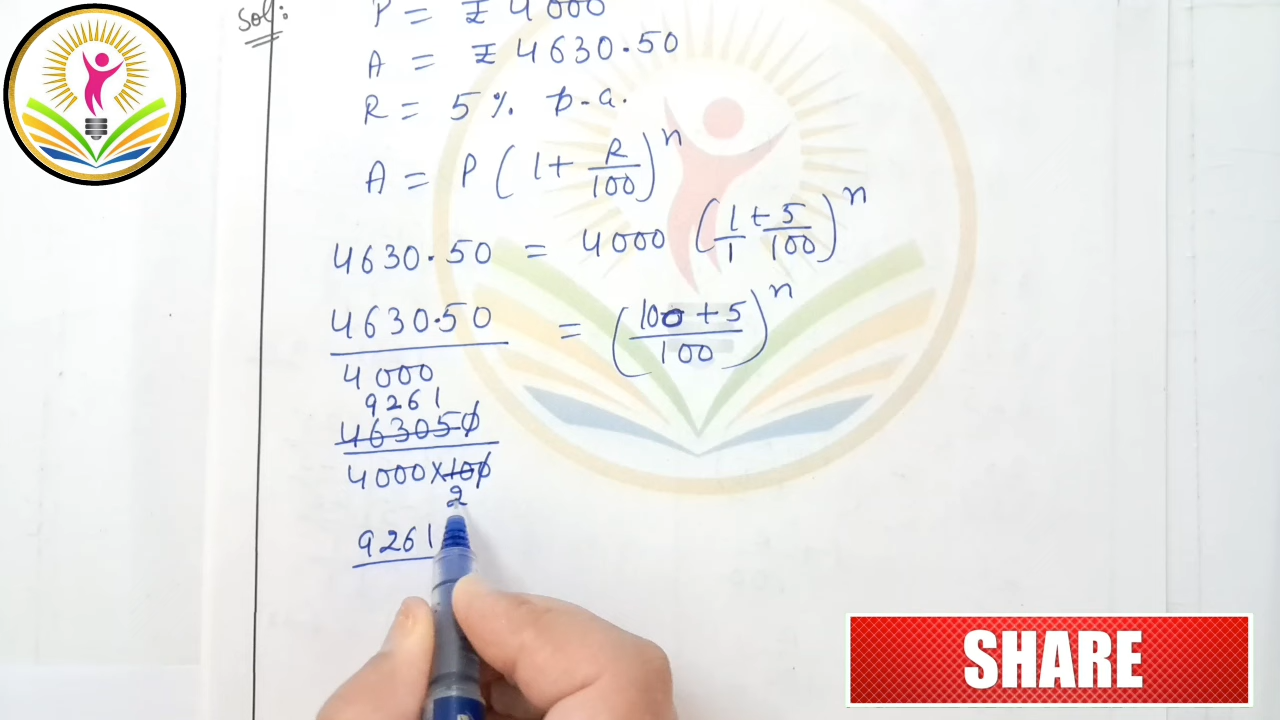 Sol:
P = ₹ 4000
A = ₹ 4630.50
R = 5 % p.a.
A = P ( 1 + R/100 )^n
4630.50 = 4000 ( 1/1 + 5/100 )^n
4630.50/4000 = ( 100 + 5/100 )^n
9261
463050
4000×100
2
9261
SHARE